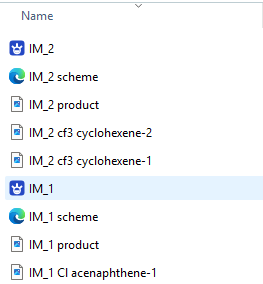 Name
IM_2
IM_2 scheme
IM_2 product
IM_2 cf3 cyclohexene-2
IM_2 cf3 cyclohexene-1
IM_1
IM_1 scheme
IM_1 product
IM_1 Cl acenaphthene-1